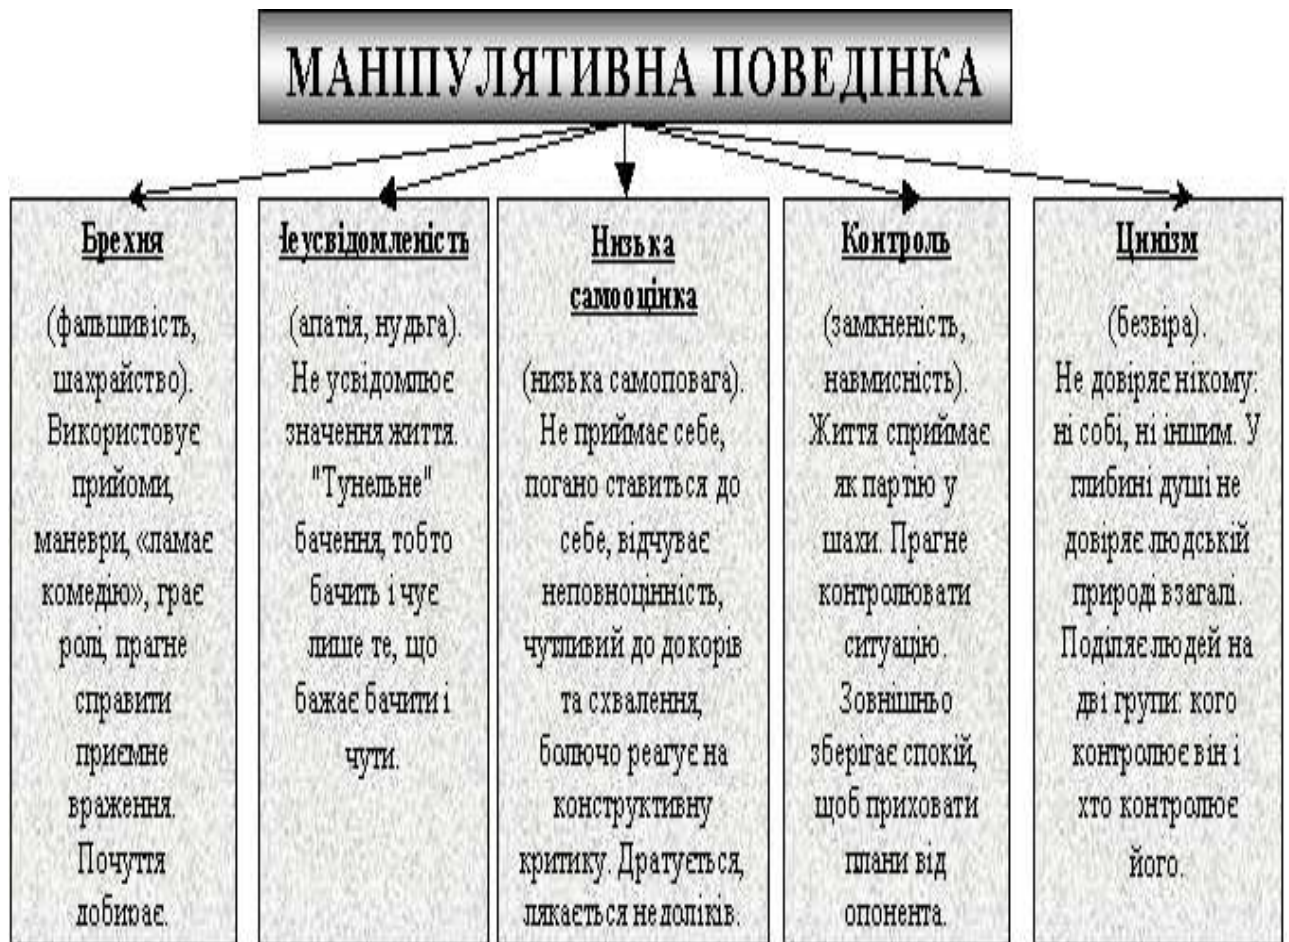 МАНІПУЛЯТИВНА ПОВЕДІНКА
Брехня
(фальшивість,
шахрайство).
Використовує
прийоми,
маневри, «ламає
комедію», грає
ролі, прагне
справити
приємне
враження.
Почуття
добирає.
Неусвідомленість
(апатія, нудьга).
Не усвідомлює
значення життя.
"Тунельне"
бачення, тобто
бачить і чує
лише те, що
бажає бачити і
чути.
Низька
самооцінка
(низька самоповага).
Не приймає себе,
погано ставиться до
себе, відчуває
неповноцінність,
чутливий до докорів
та схвалення,
болючо реагує на
конструктивну
критику. Дратується,
лякається недоліків.
Контроль
(замкненість,
навмисність).
Життя сприймає
як партію у
шахи. Прагне
контролювати
ситуацію.
Зовнішньо
зберігає спокій,
щоб приховати
плани від
опонента.
Цинізм
(безвіра).
Не довіряє нікому:
ні собі, ні іншим. У
глибині душі не
довіряє людській
природі взагалі.
Поділяє людей на
дві групи: кого
контролює він і
хто контролює
його.